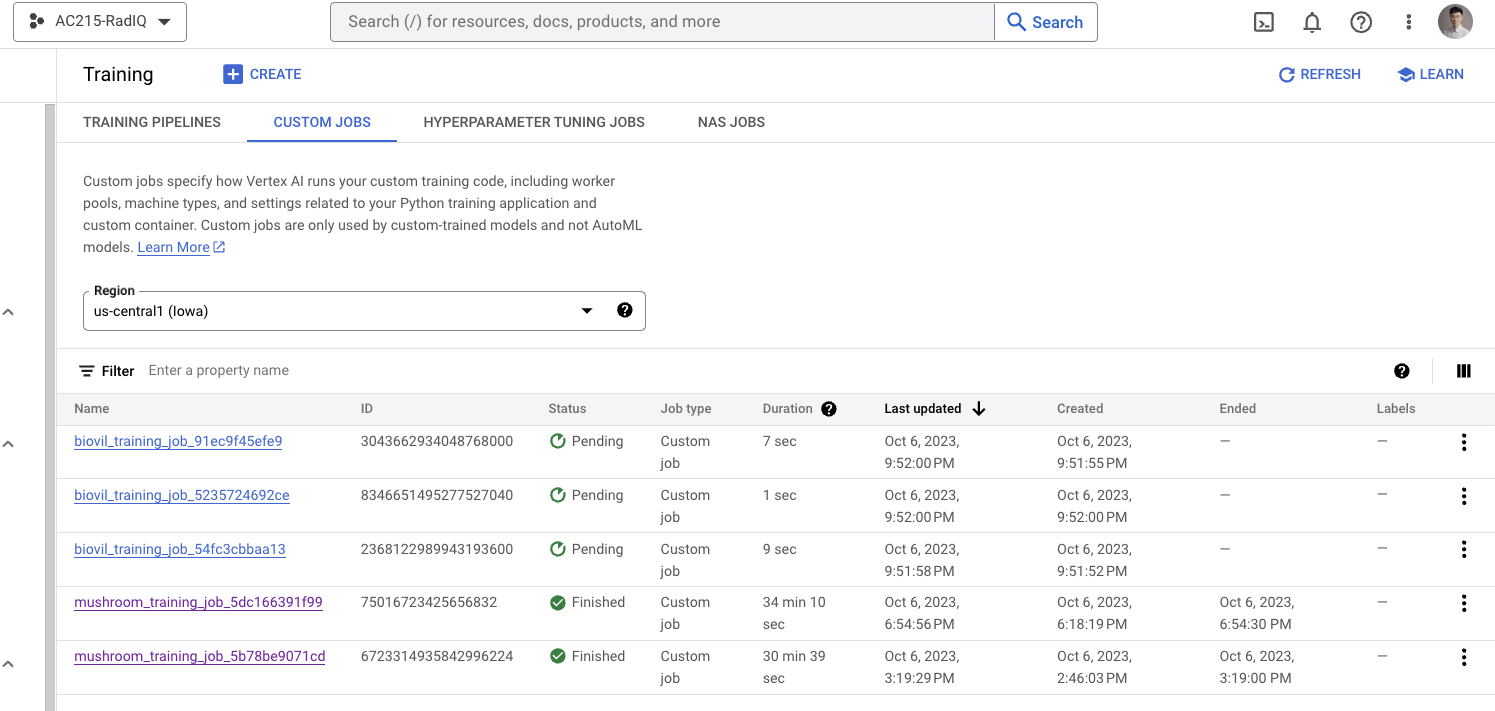 AC215-RadIQ
Search (/) for resources, docs, products, and more
Search
Training
CREATE
REFRESH
LEARN
TRAINING PIPELINES
CUSTOM JOBS
HYPERPARAMETER TUNING JOBS
NAS JOBS
Custom jobs specify how Vertex AI runs your custom training code, including worker
pools, machine types, and settings related to your Python training application and
custom container. Custom jobs are only used by custom-trained models and not AutoML
models. Learn More
Region
us-central1 (Iowa)
Filter Enter a property name
Name ID Status Job type Duration Last updated Created Ended Labels
biovil_training_job_91ec9f45efe9 3043662934048768000 Pending Custom 7 sec Oct 6, 2023, Oct 6, 2023, — —
job 9:52:00 PM 9:51:55 PM
biovil_training_job_5235724692ce 8346651495277527040 Pending Custom 1 sec Oct 6, 2023, Oct 6, 2023, — —
job 9:52:00 PM 9:52:00 PM
biovil_training_job_54fc3cbbaa13 2368122989943193600 Pending Custom 9 sec Oct 6, 2023, Oct 6, 2023, — —
job 9:51:58 PM 9:51:52 PM
mushroom_training_job_5dc166391f99 75016723425656832 Finished Custom 34 min 10 Oct 6, 2023, Oct 6, 2023, Oct 6, 2023, —
job sec 6:54:56 PM 6:18:19 PM 6:54:30 PM
mushroom_training_job_5b78be9071cd 6723314935842996224 Finished Custom 30 min 39 Oct 6, 2023, Oct 6, 2023, Oct 6, 2023, —
job sec 3:19:29 PM 2:46:03 PM 3:19:00 PM